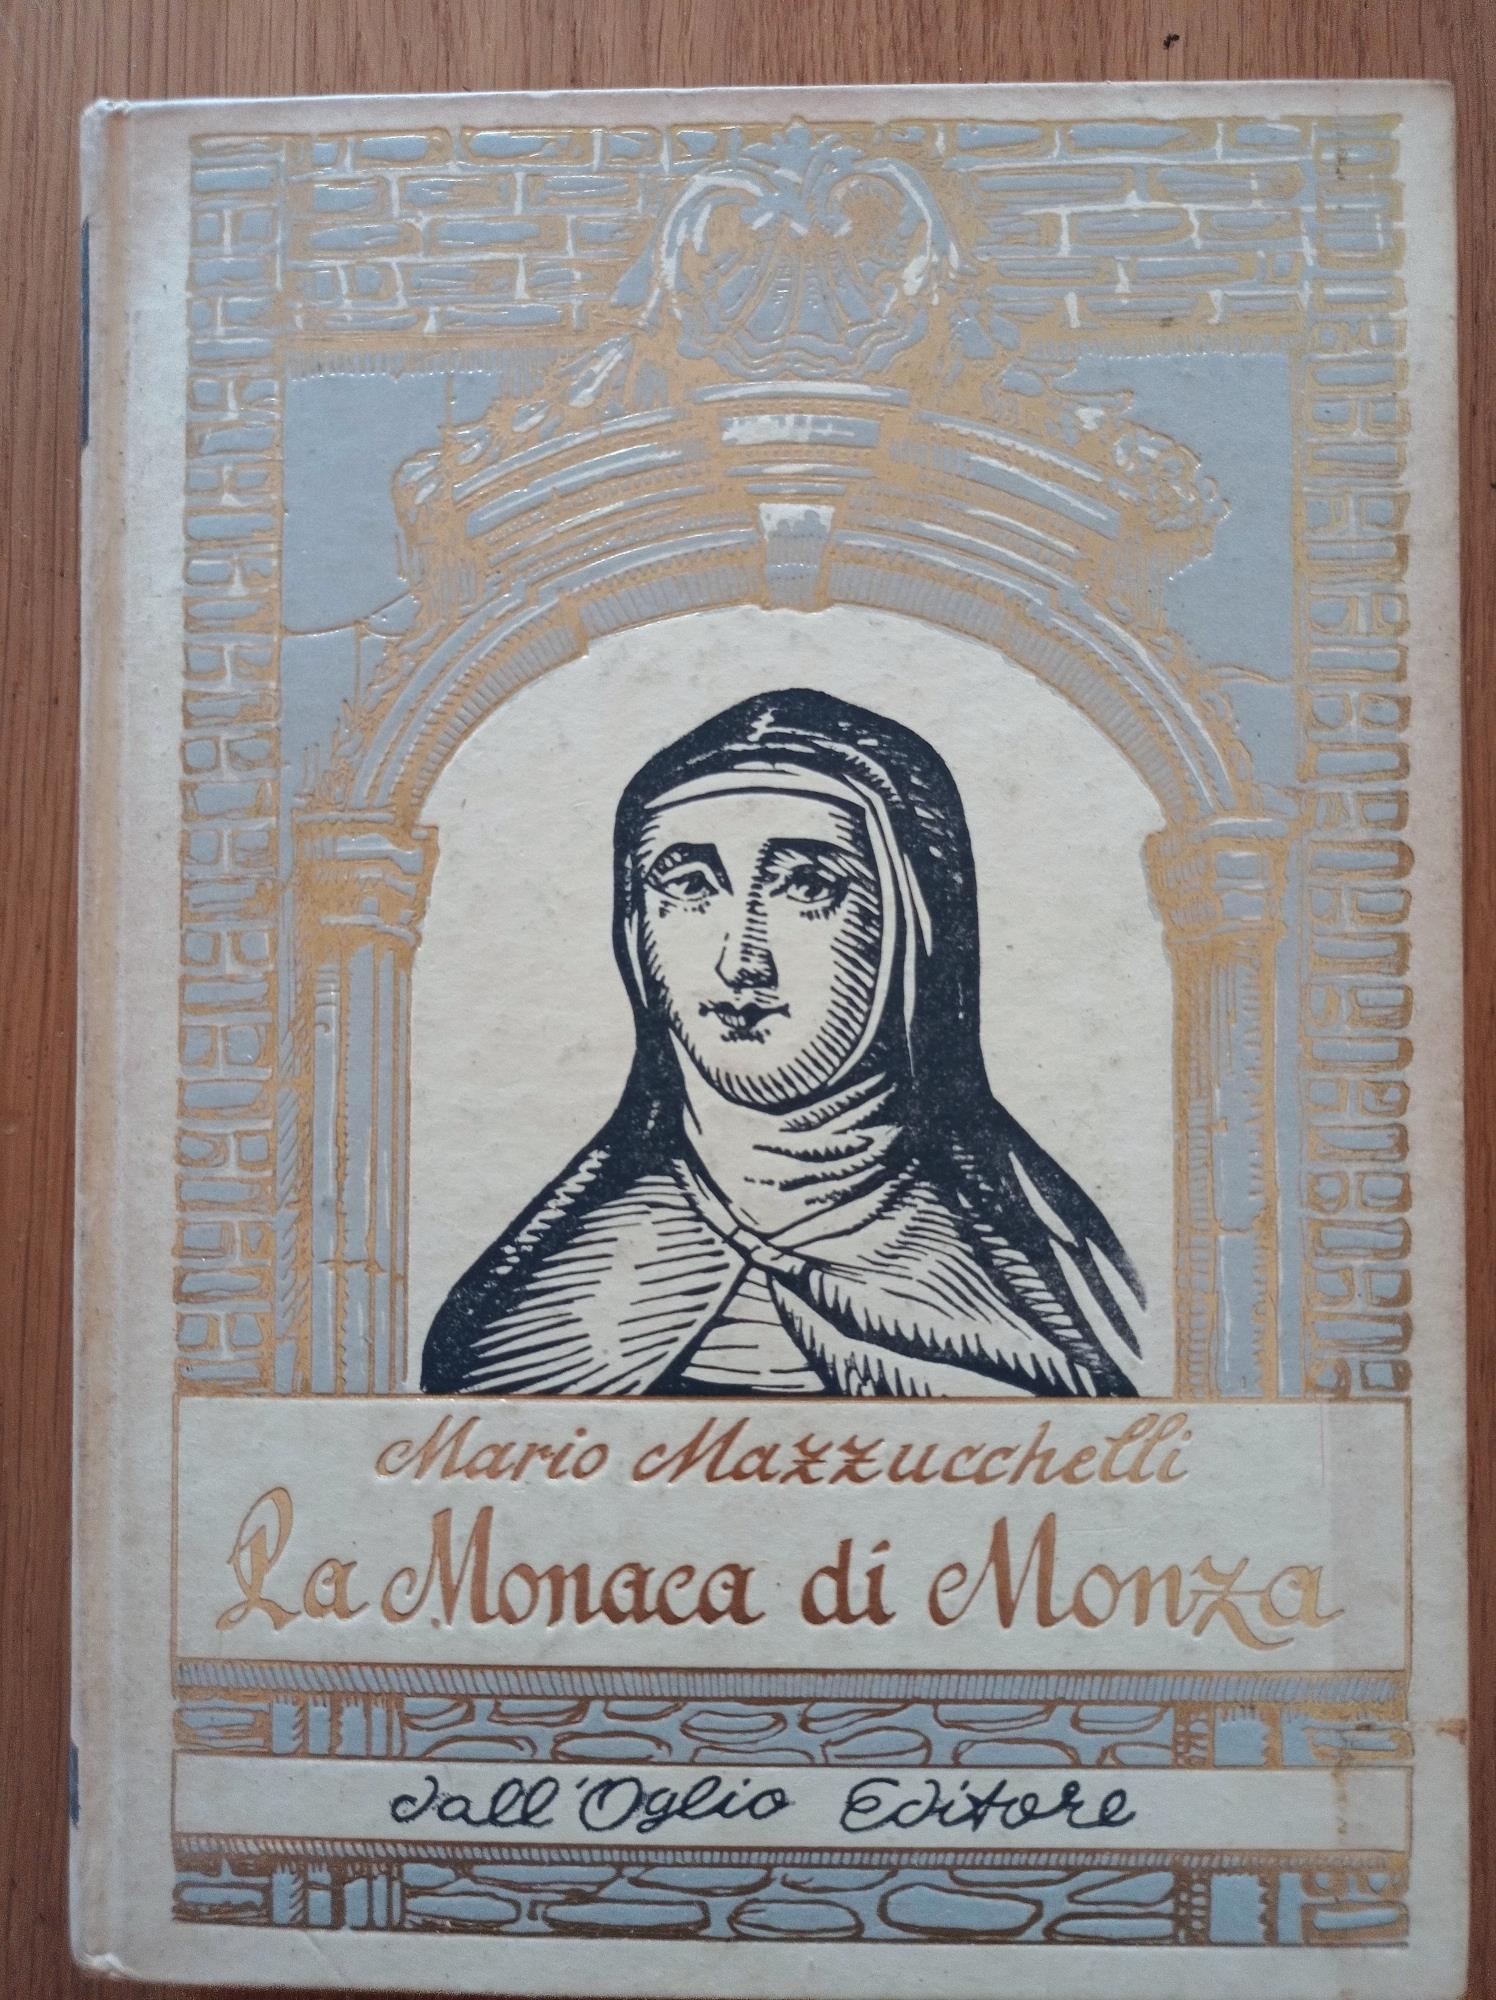 Mario Mazzucchelli
La Monaca di Monza
dall'Oglio Editore